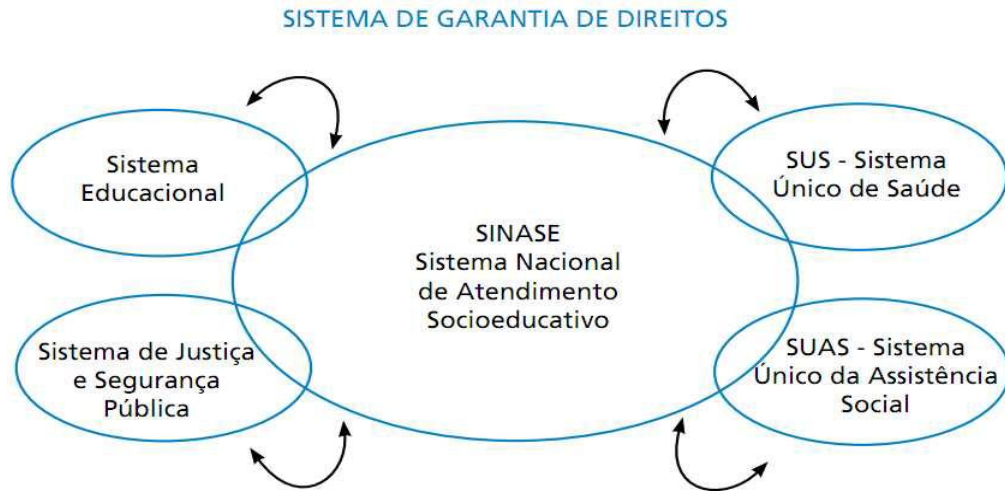 SISTEMA DE GARANTIA DE DIREITOS
Sistema
Educacional
SUS - Sistema
Único de Saúde
SINASE
Sistema Nacional
de Atendimento
Socioeducativo
Sistema de Justiça
e Segurança
Pública
SUAS - Sistema
Único da Assistência
Social